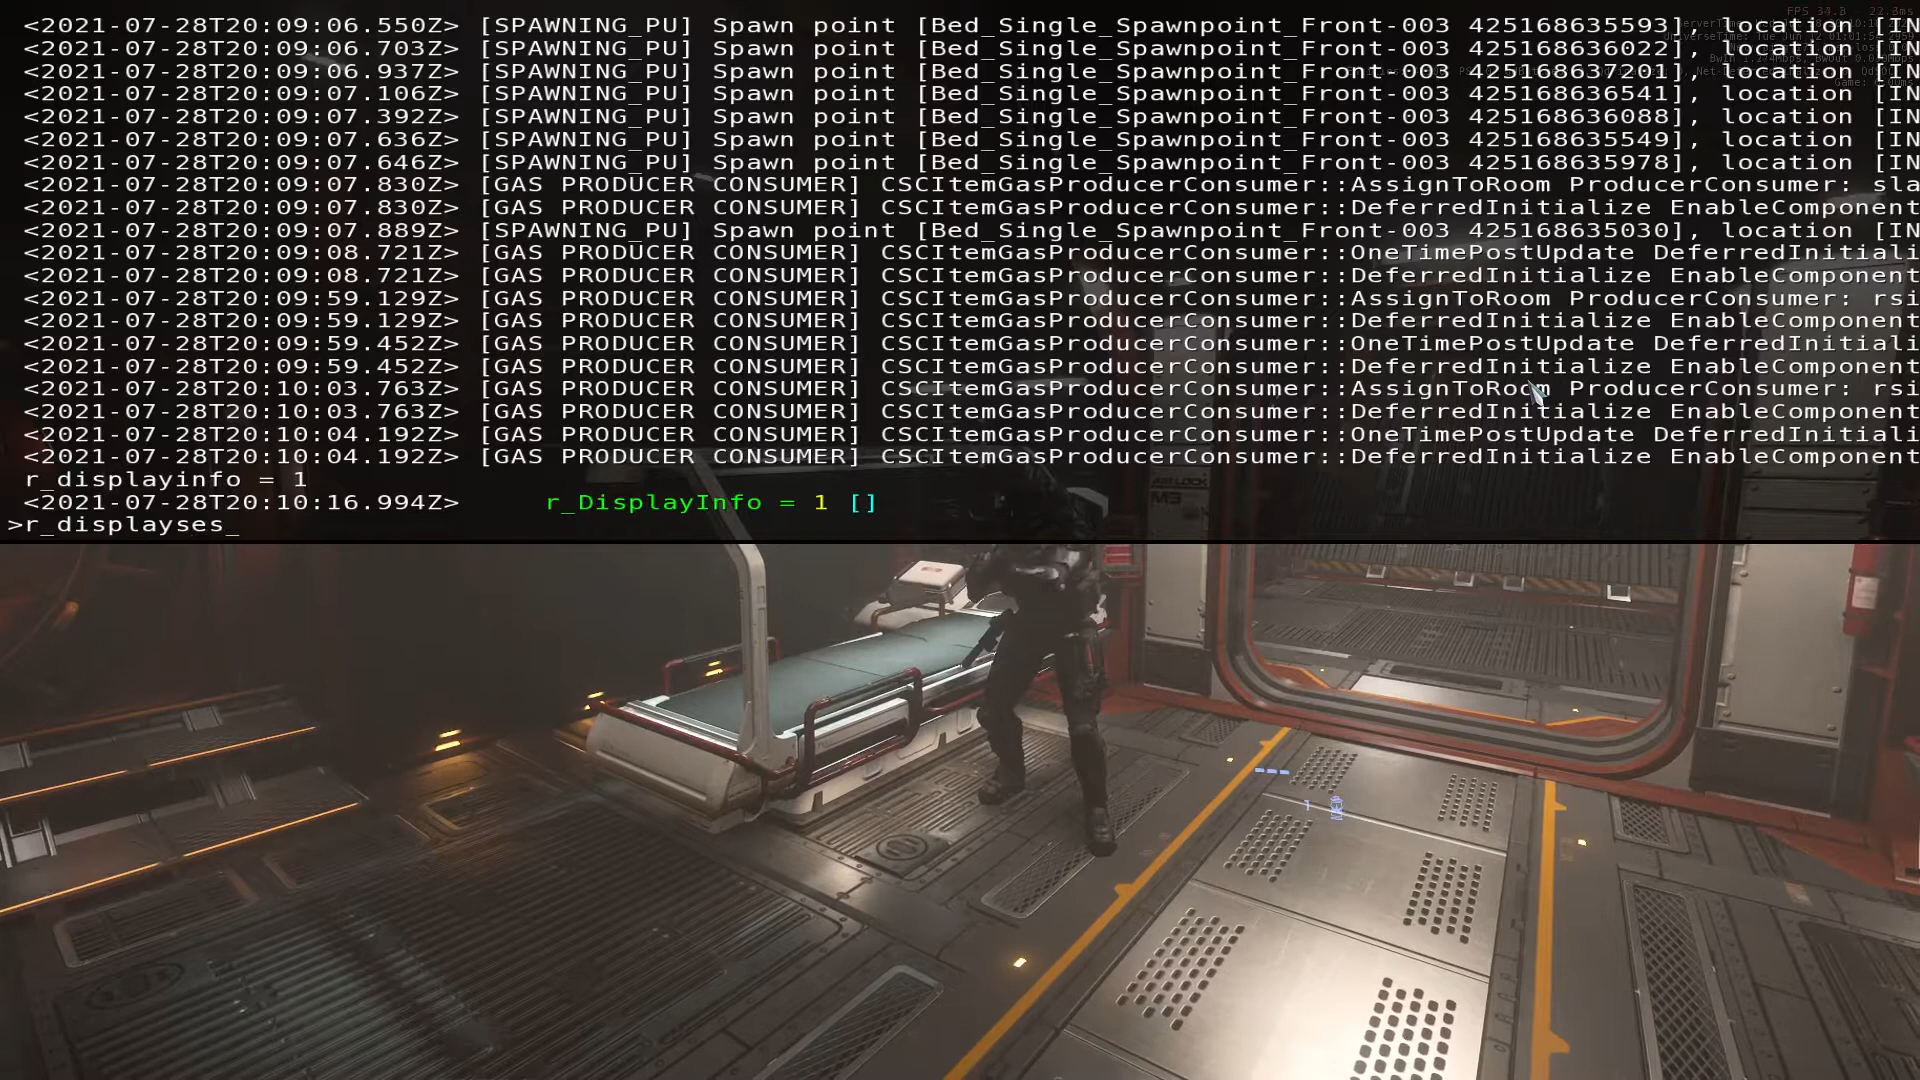 <2021-07-28T20:09:06.550Z> [SPAWNING_PU] Spawn point [Bed_Single_Spawnpoint_Front-003 425168635593], location [IN
<2021-07-28T20:09:06.703Z> [SPAWNING_PU] Spawn point [Bed_Single_Spawnpoint_Front-003 425168636022], location [IN
<2021-07-28T20:09:06.937Z> [SPAWNING_PU] Spawn point [Bed_Single_Spawnpoint_Front-003 425168637201], location [IN
<2021-07-28T20:09:07.106Z> [SPAWNING_PU] Spawn point [Bed_Single_Spawnpoint_Front-003 425168636541], location [IN
<2021-07-28T20:09:07.392Z> [SPAWNING_PU] Spawn point [Bed_Single_Spawnpoint_Front-003 425168636088], location [IN
<2021-07-28T20:09:07.636Z> [SPAWNING_PU] Spawn point [Bed_Single_Spawnpoint_Front-003 425168635549], location [IN
<2021-07-28T20:09:07.646Z> [SPAWNING_PU] Spawn point [Bed_Single_Spawnpoint_Front-003 425168635978], location [IN
<2021-07-28T20:09:07.830Z> [GAS PRODUCER CONSUMER] CSCItemGasProducerConsumer::AssignToRoom ProducerConsumer: sla
<2021-07-28T20:09:07.830Z> [GAS PRODUCER CONSUMER] CSCItemGasProducerConsumer::DeferredInitialize EnableComponent
<2021-07-28T20:09:07.889Z> [SPAWNING_PU] Spawn point [Bed_Single_Spawnpoint_Front-003 425168635030], location [IN
<2021-07-28T20:09:08.721Z> [GAS PRODUCER CONSUMER] CSCItemGasProducerConsumer::OneTimePostUpdate DeferredInitiali
<2021-07-28T20:09:08.721Z> [GAS PRODUCER CONSUMER] CSCItemGasProducerConsumer::DeferredInitialize EnableComponent
<2021-07-28T20:09:59.129Z> [GAS PRODUCER CONSUMER] CSCItemGasProducerConsumer::AssignToRoom ProducerConsumer: rsi
<2021-07-28T20:09:59.129Z> [GAS PRODUCER CONSUMER] CSCItemGasProducerConsumer::DeferredInitialize EnableComponent
<2021-07-28T20:09:59.452Z> [GAS PRODUCER CONSUMER] CSCItemGasProducerConsumer::OneTimePostUpdate DeferredInitiali
<2021-07-28T20:09:59.452Z> [GAS PRODUCER CONSUMER] CSCItemGasProducerConsumer::DeferredInitialize EnableComponent
<2021-07-28T20:10:03.763Z> [GAS PRODUCER CONSUMER] CSCItemGasProducerConsumer::AssignToRoom ProducerConsumer: rsi
<2021-07-28T20:10:03.763Z> [GAS PRODUCER CONSUMER] CSCItemGasProducerConsumer::DeferredInitialize EnableComponent
<2021-07-28T20:10:04.192Z> [GAS PRODUCER CONSUMER] CSCItemGasProducerConsumer::OneTimePostUpdate DeferredInitiali
<2021-07-28T20:10:04.192Z> [GAS PRODUCER CONSUMER] CSCItemGasProducerConsumer::DeferredInitialize EnableComponent
r_displayinfo = 1
<2021-07-28T20:10:16.994Z> r_DisplayInfo = 1 []
>r_displayses_